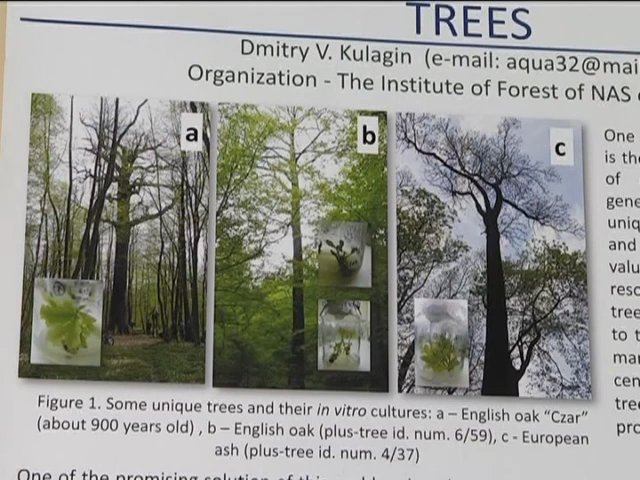 TREES
Dmitry V. Kulagin (e-mail: aqua32@mai
Organization - The Institute of Forest of NAS
a
b
c
One
is the
of
gene
uniq
and
valu
reso
tree
to t
mar
cen
tree
pro
Figure 1. Some unique trees and their in vitro cultures: a – English oak “Czar”
(about 900 years old) , b – English oak (plus-tree id. num. 6/59), c - European
ash (plus-tree id. num. 4/37)
One of the promising solution of this